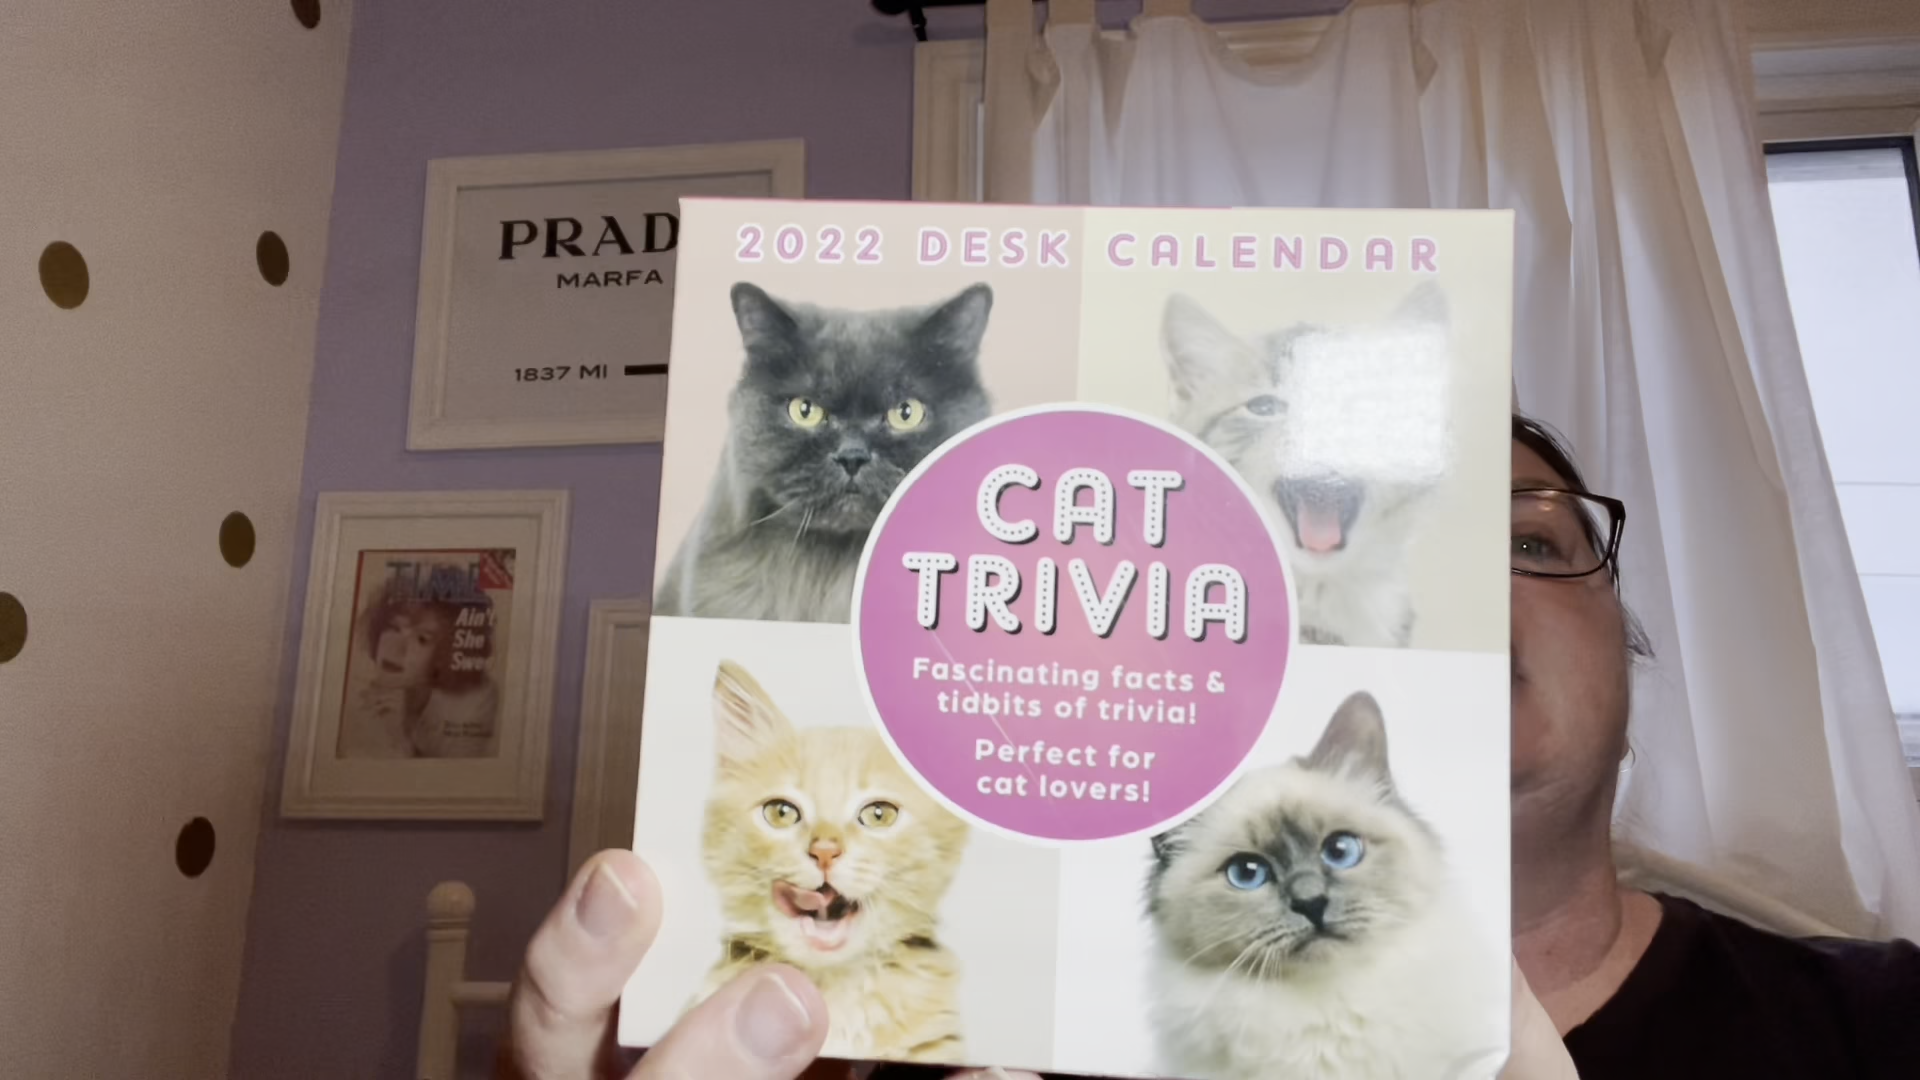 PRAD
MARFA
1837 MI
TIME
Ain't
She
Swee
2022 DESK CALENDAR
CAT
TRIVIA
Fascinating facts &
tidbits of trivia!
Perfect for
cat lovers!